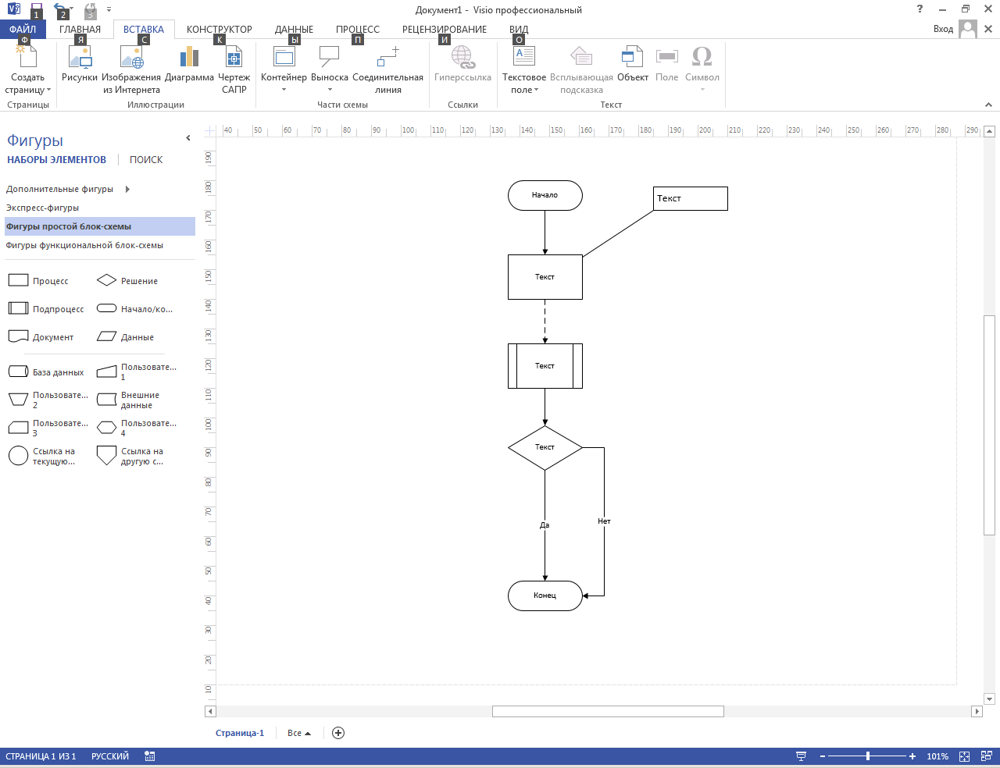 1 2 3
Документ1 - Visio профессиональный
?
ФАЙЛ ГЛАВНАЯ ВСТАВКА КОНСТРУКТОР ДАННЫЕ ПРОЦЕСС РЕЦЕНЗИРОВАНИЕ ВИД
Вход
Ф Я С К Ы П И О
Создать страницу
Рисунки
Изображения из Интернета
Диаграмма
Чертеж САПР
Контейнер
Выноска
Соединительная линия
Гиперссылка
Текстовое поле
Всплывающая подсказка
Объект
Поле
Символ
Страницы
Иллюстрации
Части схемы
Ссылки
Текст
Фигуры
НАБОРЫ ЭЛЕМЕНТОВ
ПОИСК
Дополнительные фигуры
Экспресс-фигуры
Фигуры простой блок-схемы
Фигуры функциональной блок-схемы
Процесс
Решение
Подпроцесс
Начало/ко...
Документ
Данные
База данных
Пользовате... 1
Пользовате... 2
Внешние данные
Пользовате... 3
Пользовате... 4
Ссылка на текущую...
Ссылка на другую с...
40 50 60 70 80 90 100 110 120 130 140 150 160 170 180 190 200 210 220 230 240 250 260 270 280 290
190
180
170
160
150
140
130
120
110
100
90
80
70
60
50
40
30
20
10
Начало
Текст
Текст
Текст
Текст
Да
Нет
Конец
Страница-1
Все
СТРАНИЦА 1 ИЗ 1
РУССКИЙ
101%